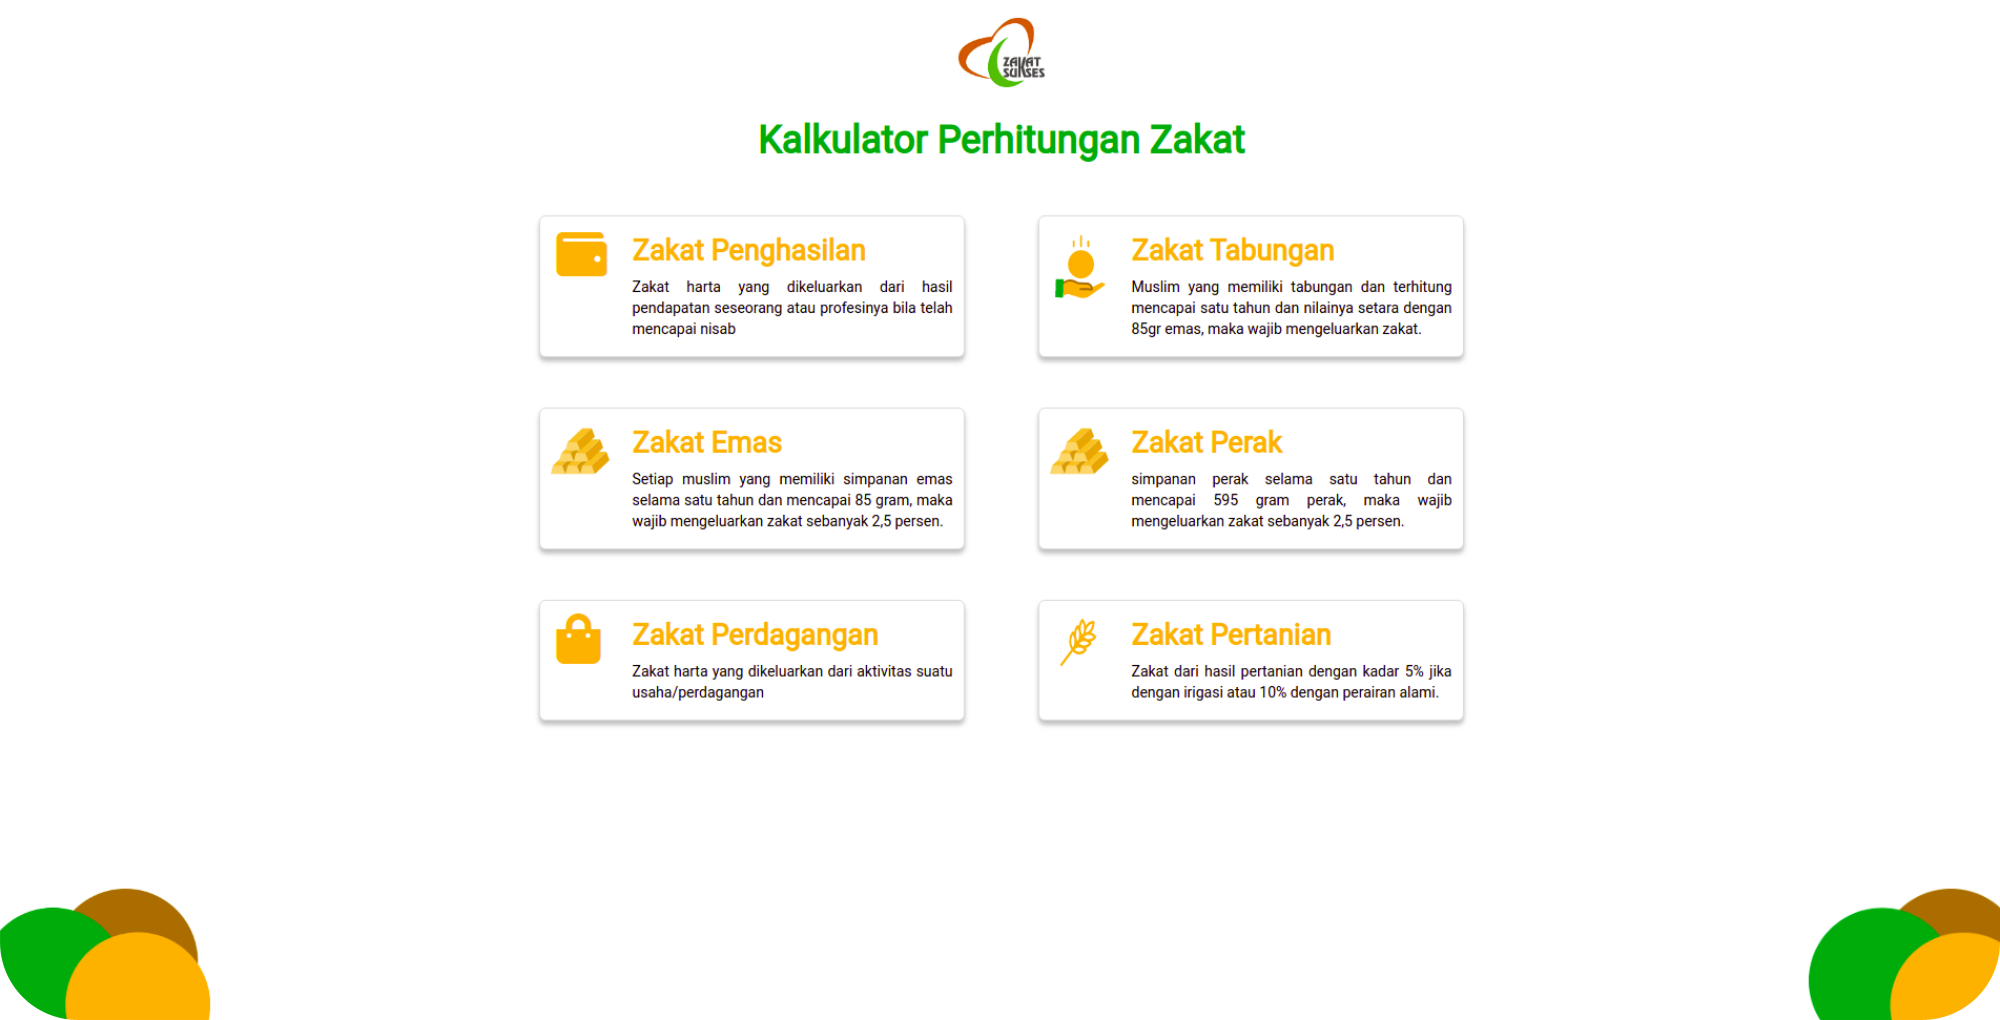 ZAKAT
SUKSES
Kalkulator Perhitungan Zakat
Zakat Penghasilan
Zakat harta yang dikeluarkan dari hasil
pendapatan seseorang atau profesinya bila telah
mencapai nisab
Zakat Tabungan
Muslim yang memiliki tabungan dan terhitung
mencapai satu tahun dan nilainya setara dengan
85gr emas, maka wajib mengeluarkan zakat.
Zakat Emas
Setiap muslim yang memiliki simpanan emas
selama satu tahun dan mencapai 85 gram, maka
wajib mengeluarkan zakat sebanyak 2,5 persen.
Zakat Perak
simpanan perak selama satu tahun dan
mencapai 595 gram perak, maka wajib
mengeluarkan zakat sebanyak 2,5 persen.
Zakat Perdagangan
Zakat harta yang dikeluarkan dari aktivitas suatu
usaha/perdagangan
Zakat Pertanian
Zakat dari hasil pertanian dengan kadar 5% jika
dengan irigasi atau 10% dengan perairan alami.